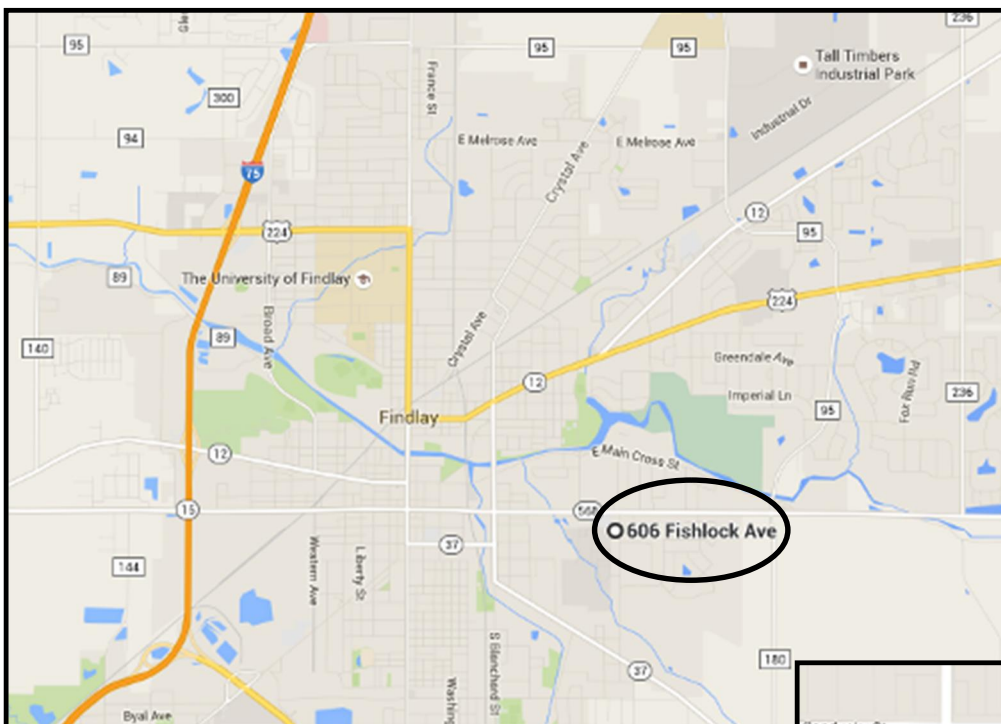 236
95
95
95
Tall Timbers
Industrial Park
France St
300
Industrial Dr
94
E Melrose Ave
E Melrose Ave
Crystal Ave
75
12
224
95
89
The University of Findlay
224
Broad Ave
89
Crystal Ave
140
Greendale Ave
12
Imperial Ln
Fox Run Rd
236
95
Findlay
12
E Main Cross St
15
568
606 Fishlock Ave
37
Western Ave
Liberty St
144
S Blanchard St
180
37
Byal Ave